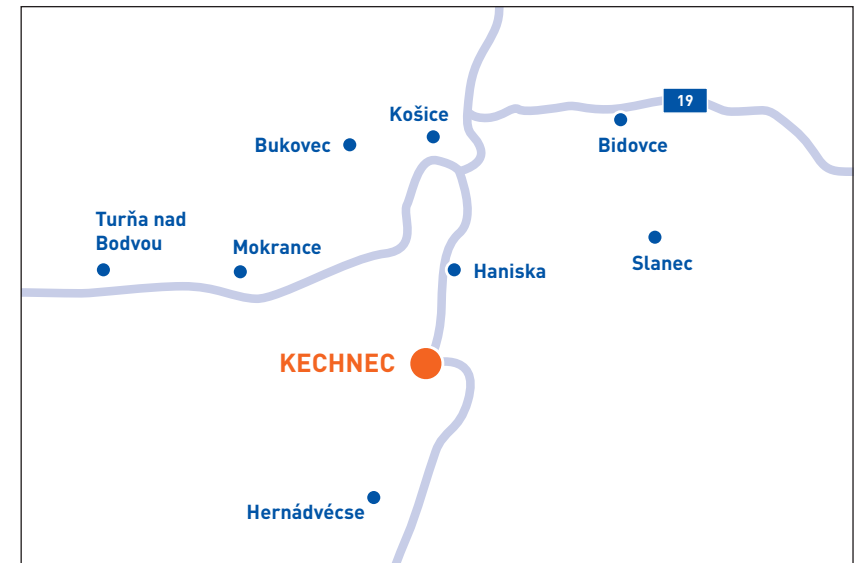 19
Košice
Bukovec
Bidovce
Turňa nad
Bodvou
Mokrance
Haniska
Slanec
KECHNEC
Hernádvécse